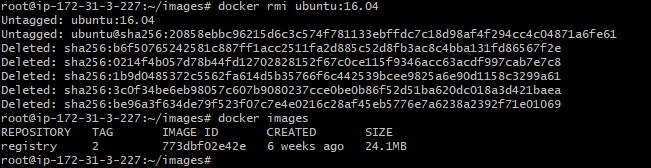 root@ip-172-31-3-227:~/images# docker rmi ubuntu:16.04
Untagged: ubuntu:16.04
Untagged: ubuntu@sha256:20858ebbc96215d6c3c574f781133ebffdc7c18d98af4f294cc4c04871a6fe61
Deleted: sha256:b6f50765242581c887ff1acc2511fa2d885c52d8fb3ac8c4bba131fd86567f2e
Deleted: sha256:0214f4b057d78b44fd12702828152f67c0ce115f9346acc63acdf997cab7e7c8
Deleted: sha256:1b9d0485372c5562fa614d5b35766f6c442539bcee9825a6e90d1158c3299a61
Deleted: sha256:3c0f34be6eb98057c607b9080237cce0be0b86f52d51ba620dc018a3d421baea
Deleted: sha256:be96a3f634de79f523f07c7e4e0216c28af45eb5776e7a6238a2392f71e01069
root@ip-172-31-3-227:~/images# docker images
REPOSITORY TAG IMAGE ID CREATED SIZE
registry 2 773dbf02e42e 6 weeks ago 24.1MB
root@ip-172-31-3-227:~/images#